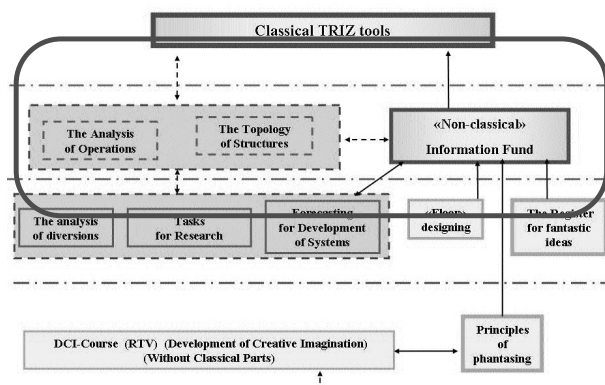 Classical TRIZ tools
The Analysis
of Operations
The Topology
of Structures
«Non-classical»
Information Fund
The analysis
of diversions
Tasks
for Research
Forecasting
for Development
of Systems
«Floor»
designing
The Register
for fantastic
ideas
DCI-Course (RTV) (Development of Creative Imagination)
(Without Classical Parts)
Principles
of
phantasing